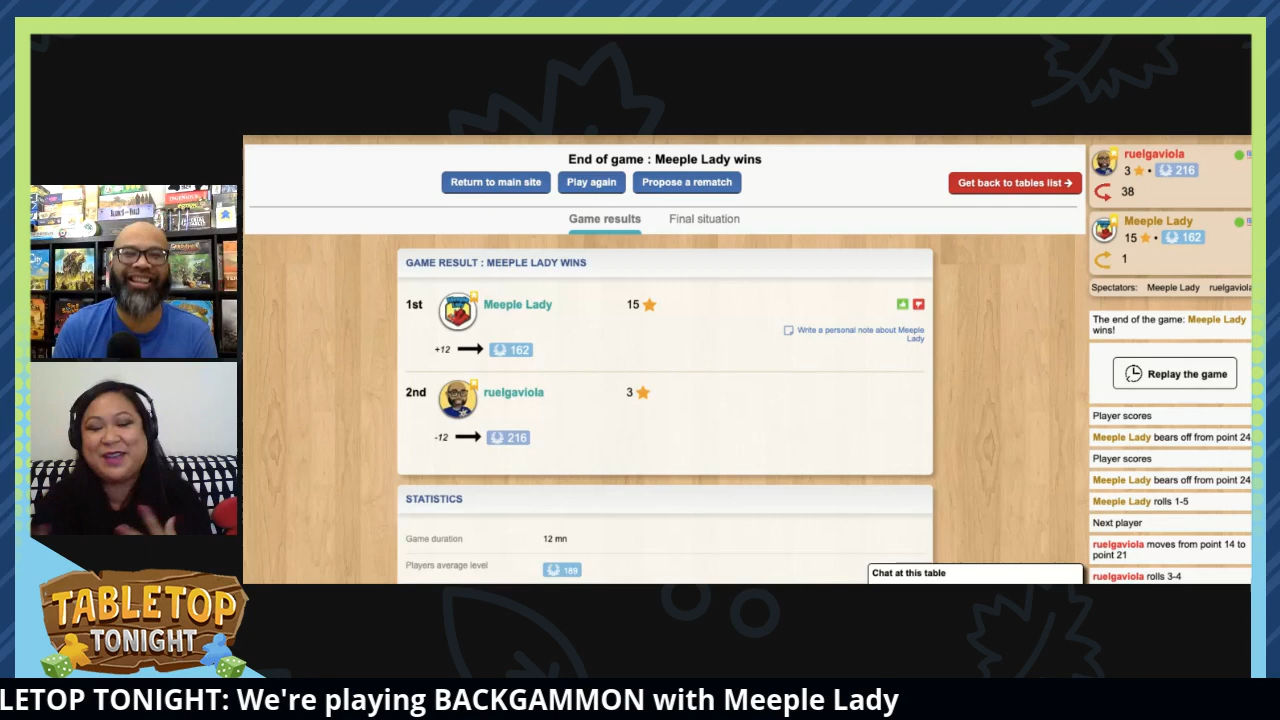 End of game : Meeple Lady wins
Return to main site
Play again
Propose a rematch
Get back to tables list →
Game results
Final situation
GAME RESULT : MEEPLE LADY WINS
1st
Meeple Lady
15
Write a personal note about Meeple
Lady
+12
162
2nd
ruelgaviola
3
-12
216
STATISTICS
Game duration
12 mn
Players average level
189
Chat at this table
ruelgaviola
3 • 216
38
Meeple Lady
15 • 162
1
Spectators: Meeple Lady ruelgaviola
The end of the game: Meeple Lady
wins!
Replay the game
Player scores
Meeple Lady bears off from point 24
Player scores
Meeple Lady bears off from point 24
Meeple Lady rolls 1-5
Next player
ruelgaviola moves from point 14 to
point 21
ruelgaviola rolls 3-4
TABLETOP
TONIGHT
LETOP TONIGHT: We're playing BACKGAMMON with Meeple Lady